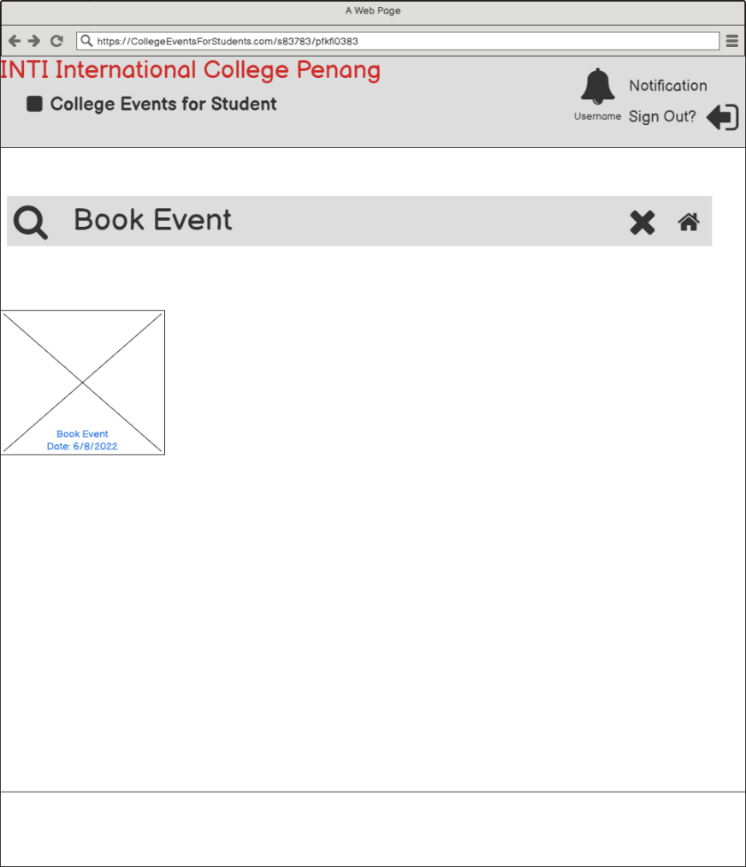 A Web Page
https://CollegeEventsForStudents.com/s83783/pfkfi0383
INTI International College Penang
College Events for Student
Notification
Username
Sign Out?
Book Event
Book Event
Date: 6/8/2022